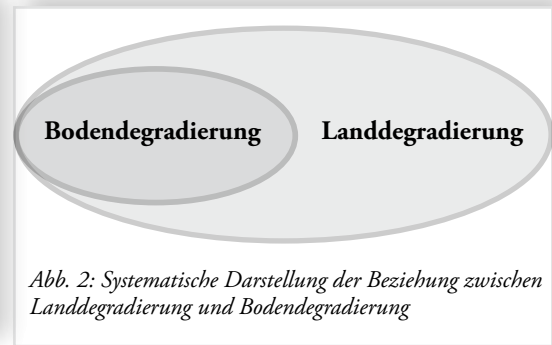 Bodendegradierung Landdegradierung
Abb. 2: Systematische Darstellung der Beziehung zwischen
Landdegradierung und Bodendegradierung